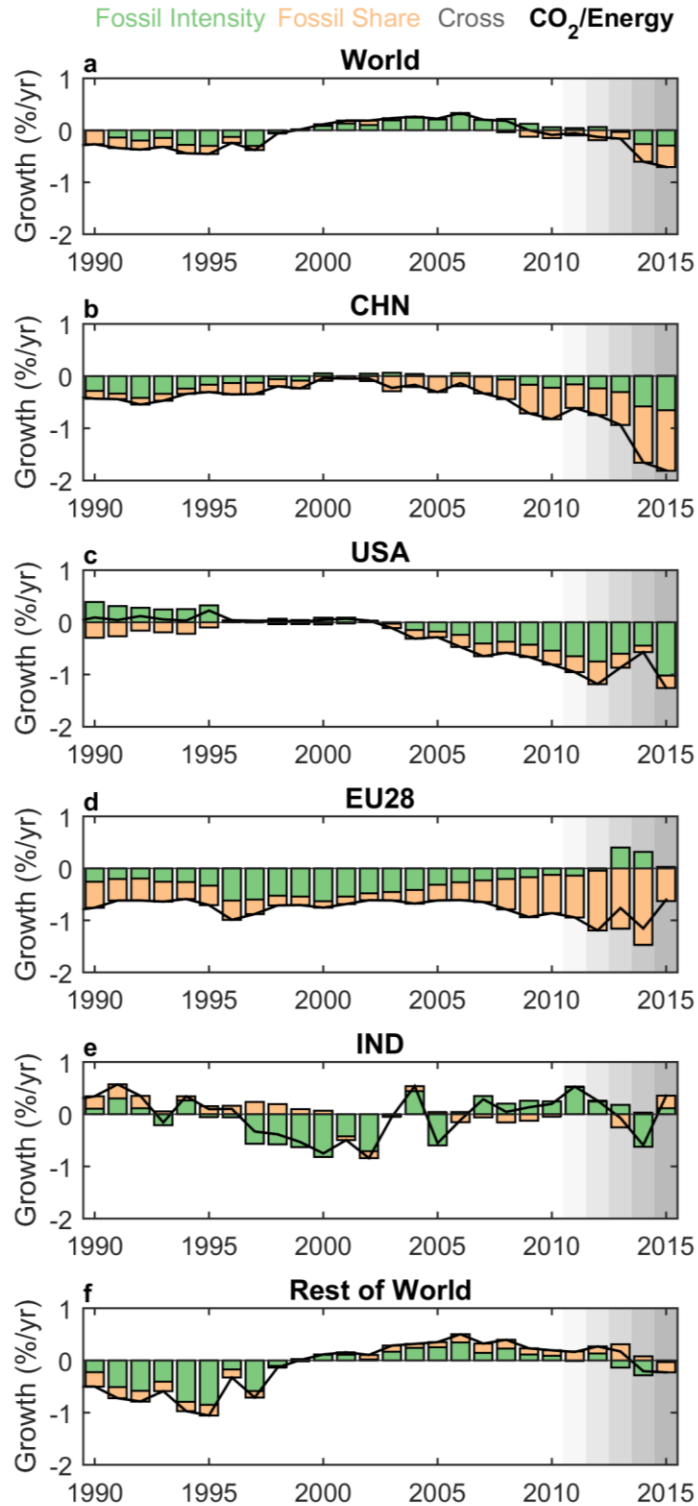 Fossil Intensity Fossil Share Cross CO2/Energy
a World
Growth (%/yr)
1
0
-1
-2
1990 1995 2000 2005 2010 2015
b CHN
Growth (%/yr)
1
0
-1
-2
1990 1995 2000 2005 2010 2015
c USA
Growth (%/yr)
1
0
-1
-2
1990 1995 2000 2005 2010 2015
d EU28
Growth (%/yr)
1
0
-1
-2
1990 1995 2000 2005 2010 2015
e IND
Growth (%/yr)
1
0
-1
-2
1990 1995 2000 2005 2010 2015
f Rest of World
Growth (%/yr)
1
0
-1
-2
1990 1995 2000 2005 2010 2015